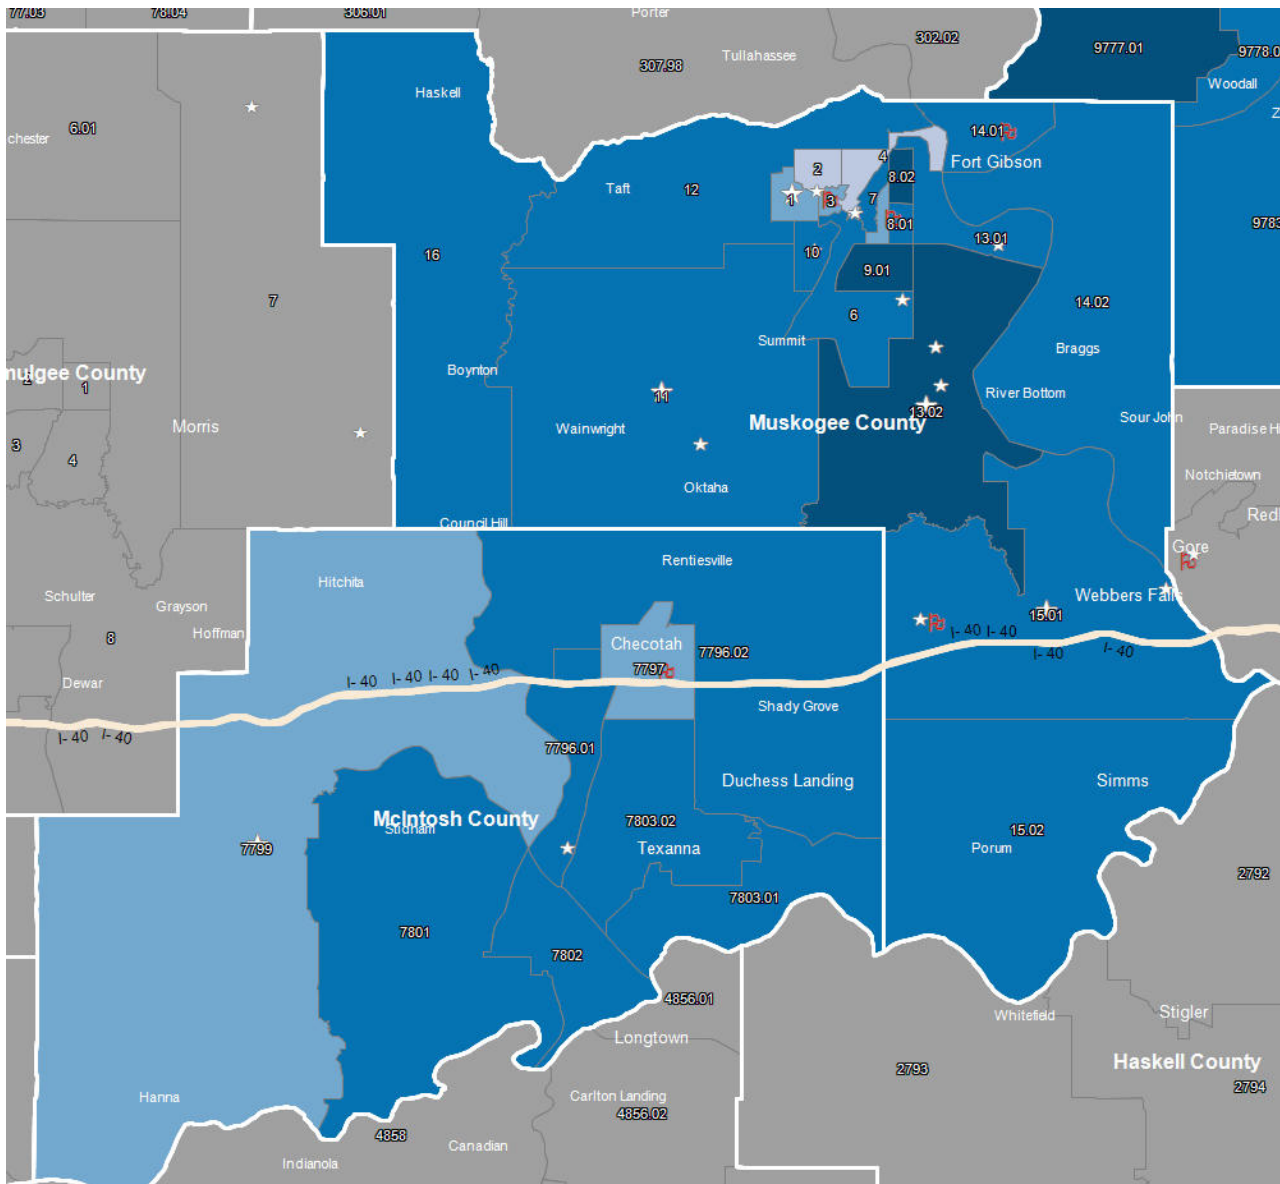 77.03
78.04
306.01
Porter
302.02
9777.01
Tullahassee
307.98
Woodall
Haskell
6.01
14.01
chester
Fort Gibson
2
4
8.02
Taft
12
1
3
7
8.01
9783
13.01
16
10
9.01
7
14.02
6
Summit
Braggs
mulgee County
Boynton
2
1
River Bottom
11
13.02
Muskogee County
Morris
Wainwright
Sour John
Paradise Hi
3
4
Notchietown
Oktaha
Council Hill
Redl
Gore
Rentiesville
Hitchita
Schulter
Grayson
Webbers Falls
15.01
Hoffman
8
Checotah
I- 40 I- 40
7796.02
7797
I- 40 I- 40
I- 40 I- 40 I- 40 I- 40
Dewar
Shady Grove
I- 40 I- 40
7796.01
Duchess Landing
Simms
McIntosh County
7803.02
Stidham
15.02
7799
Texanna
Porum
2792
7803.01
7801
7802
4856.01
Whitefield
Stigler
Longtown
Haskell County
2793
2794
Hanna
Carlton Landing
4856.02
4858
Canadian
Indianola